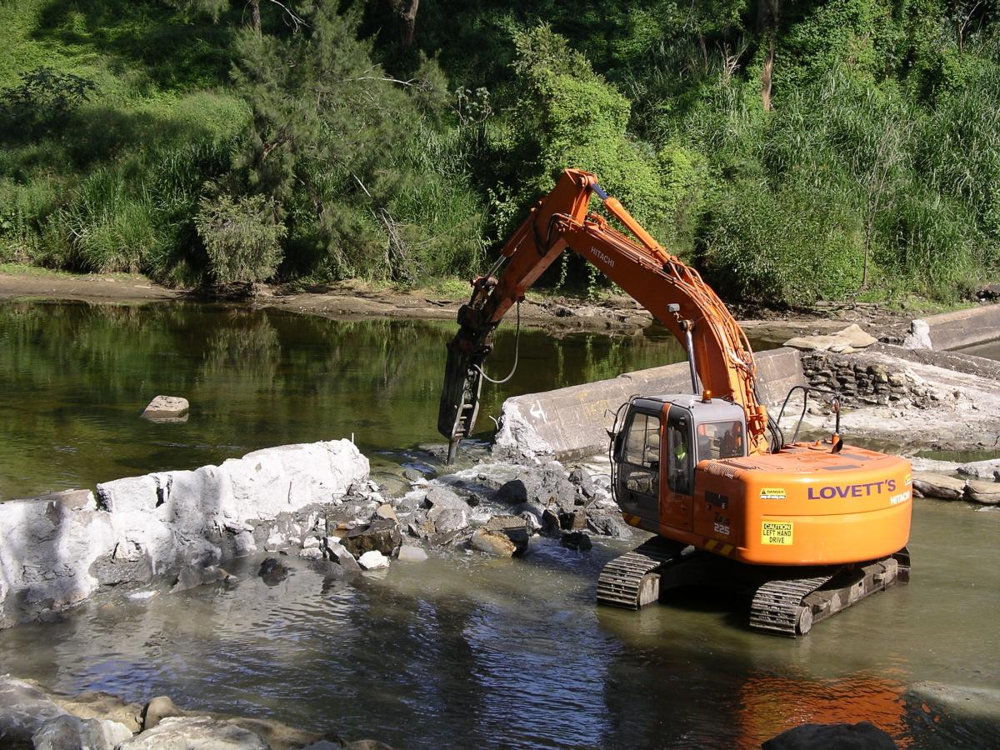 HITACHI
DANGER
LOVETT'S
HITACHI
225
CAUTION
LEFT HAND
DRIVE